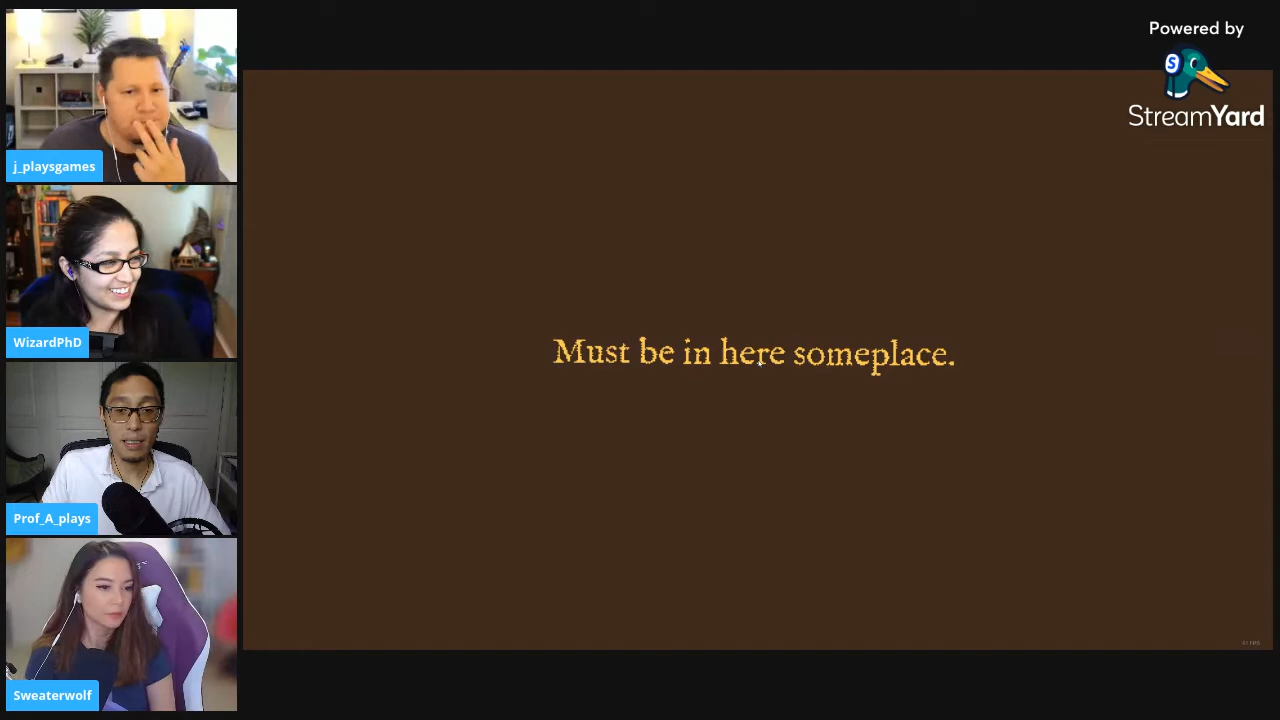 Powered by
S
StreamYard
j_playsgames
WizardPhD
Must be in here someplace.
Prof_A_plays
Sweaterwolf